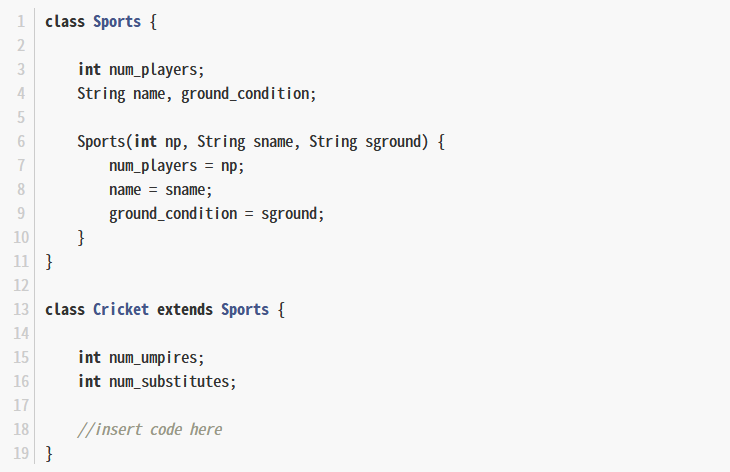 1 class Sports {
2
3 int num_players;
4 String name, ground_condition;
5
6 Sports(int np, String sname, String sground) {
7 num_players = np;
8 name = sname;
9 ground_condition = sground;
10 }
11 }
12
13 class Cricket extends Sports {
14
15 int num_umpires;
16 int num_substitutes;
17
18 //insert code here
19 }